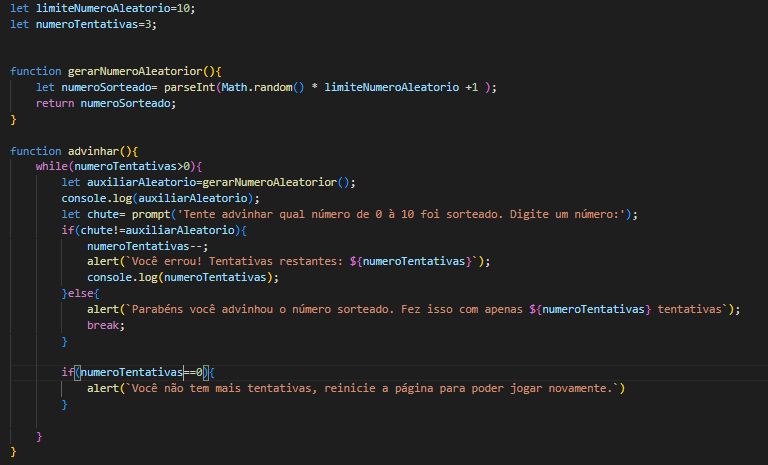 let limiteNumeroAleatorio=10;
let numeroTentativas=3;
function gerarNumeroAleatorior(){
let numeroSorteado= parseInt(Math.random() * limiteNumeroAleatorio +1 );
return numeroSorteado;
}
function advinhar(){
while(numeroTentativas>0){
let auxiliarAleatorio=gerarNumeroAleatorior();
console.log(auxiliarAleatorio);
let chute= prompt('Tente advinhar qual número de 0 à 10 foi sorteado. Digite um número:');
if(chute!=auxiliarAleatorio){
numeroTentativas--;
alert(`Você errou! Tentativas restantes: ${numeroTentativas}`);
console.log(numeroTentativas);
}else{
alert(`Parabéns você advinhou o número sorteado. Fez isso com apenas ${numeroTentativas} tentativas`);
break;
}
if(numeroTentativas==0){
alert(`Você não tem mais tentativas, reinicie a página para poder jogar novamente.`)
}
}
}